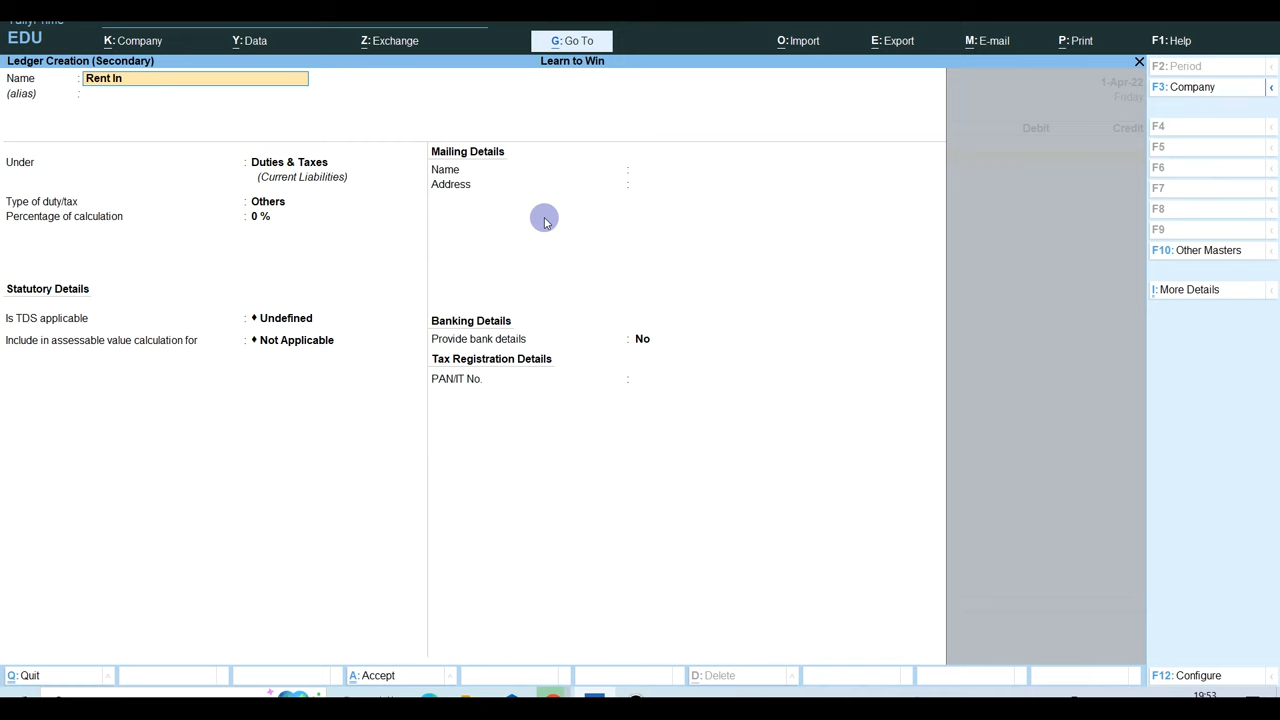 TallyPrime
EDU
K: Company Y: Data Z: Exchange G: Go To O: Import E: Export M: E-mail P: Print F1: Help
Ledger Creation (Secondary) Learn to Win
Name : Rent In
(alias) :
Under : Duties & Taxes
(Current Liabilities)
Type of duty/tax : Others
Percentage of calculation : 0 %
Statutory Details
Is TDS applicable : ♦ Undefined
Include in assessable value calculation for : ♦ Not Applicable
Mailing Details
Name :
Address :
Banking Details
Provide bank details : No
Tax Registration Details
PAN/IT No. :
1-Apr-22
Friday
Debit Credit
F2: Period
F3: Company
F4
F5
F6
F7
F8
F9
F10: Other Masters
I: More Details
Q: Quit A: Accept D: Delete F12: Configure
19:53